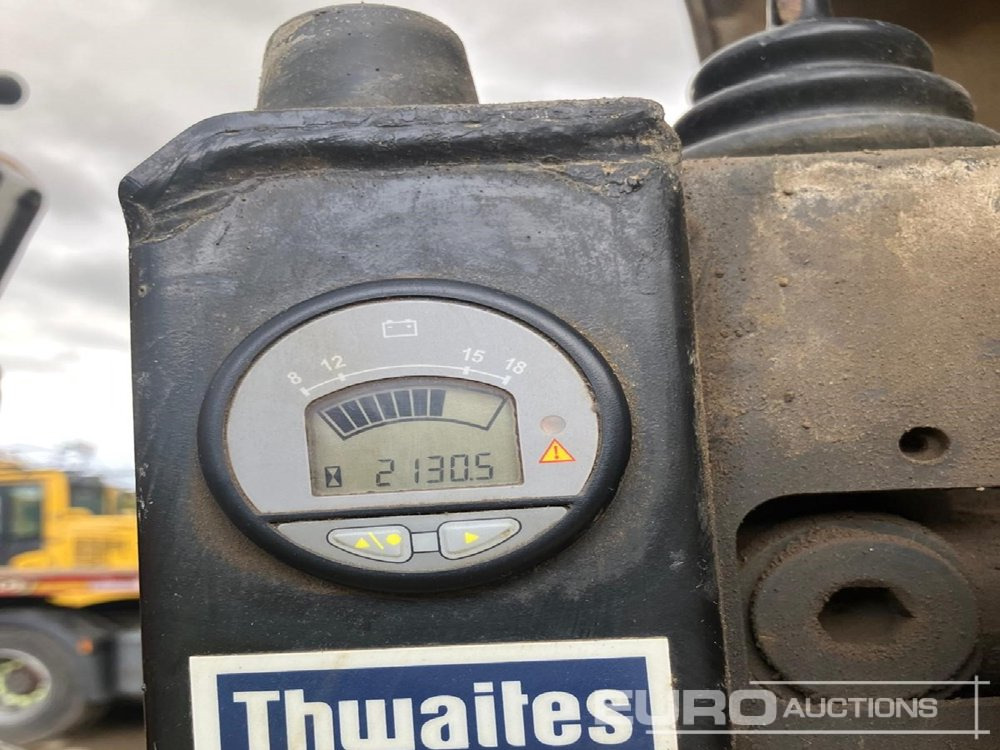 8 12 15 18
2130.5
Thwaites
EURO AUCTIONS